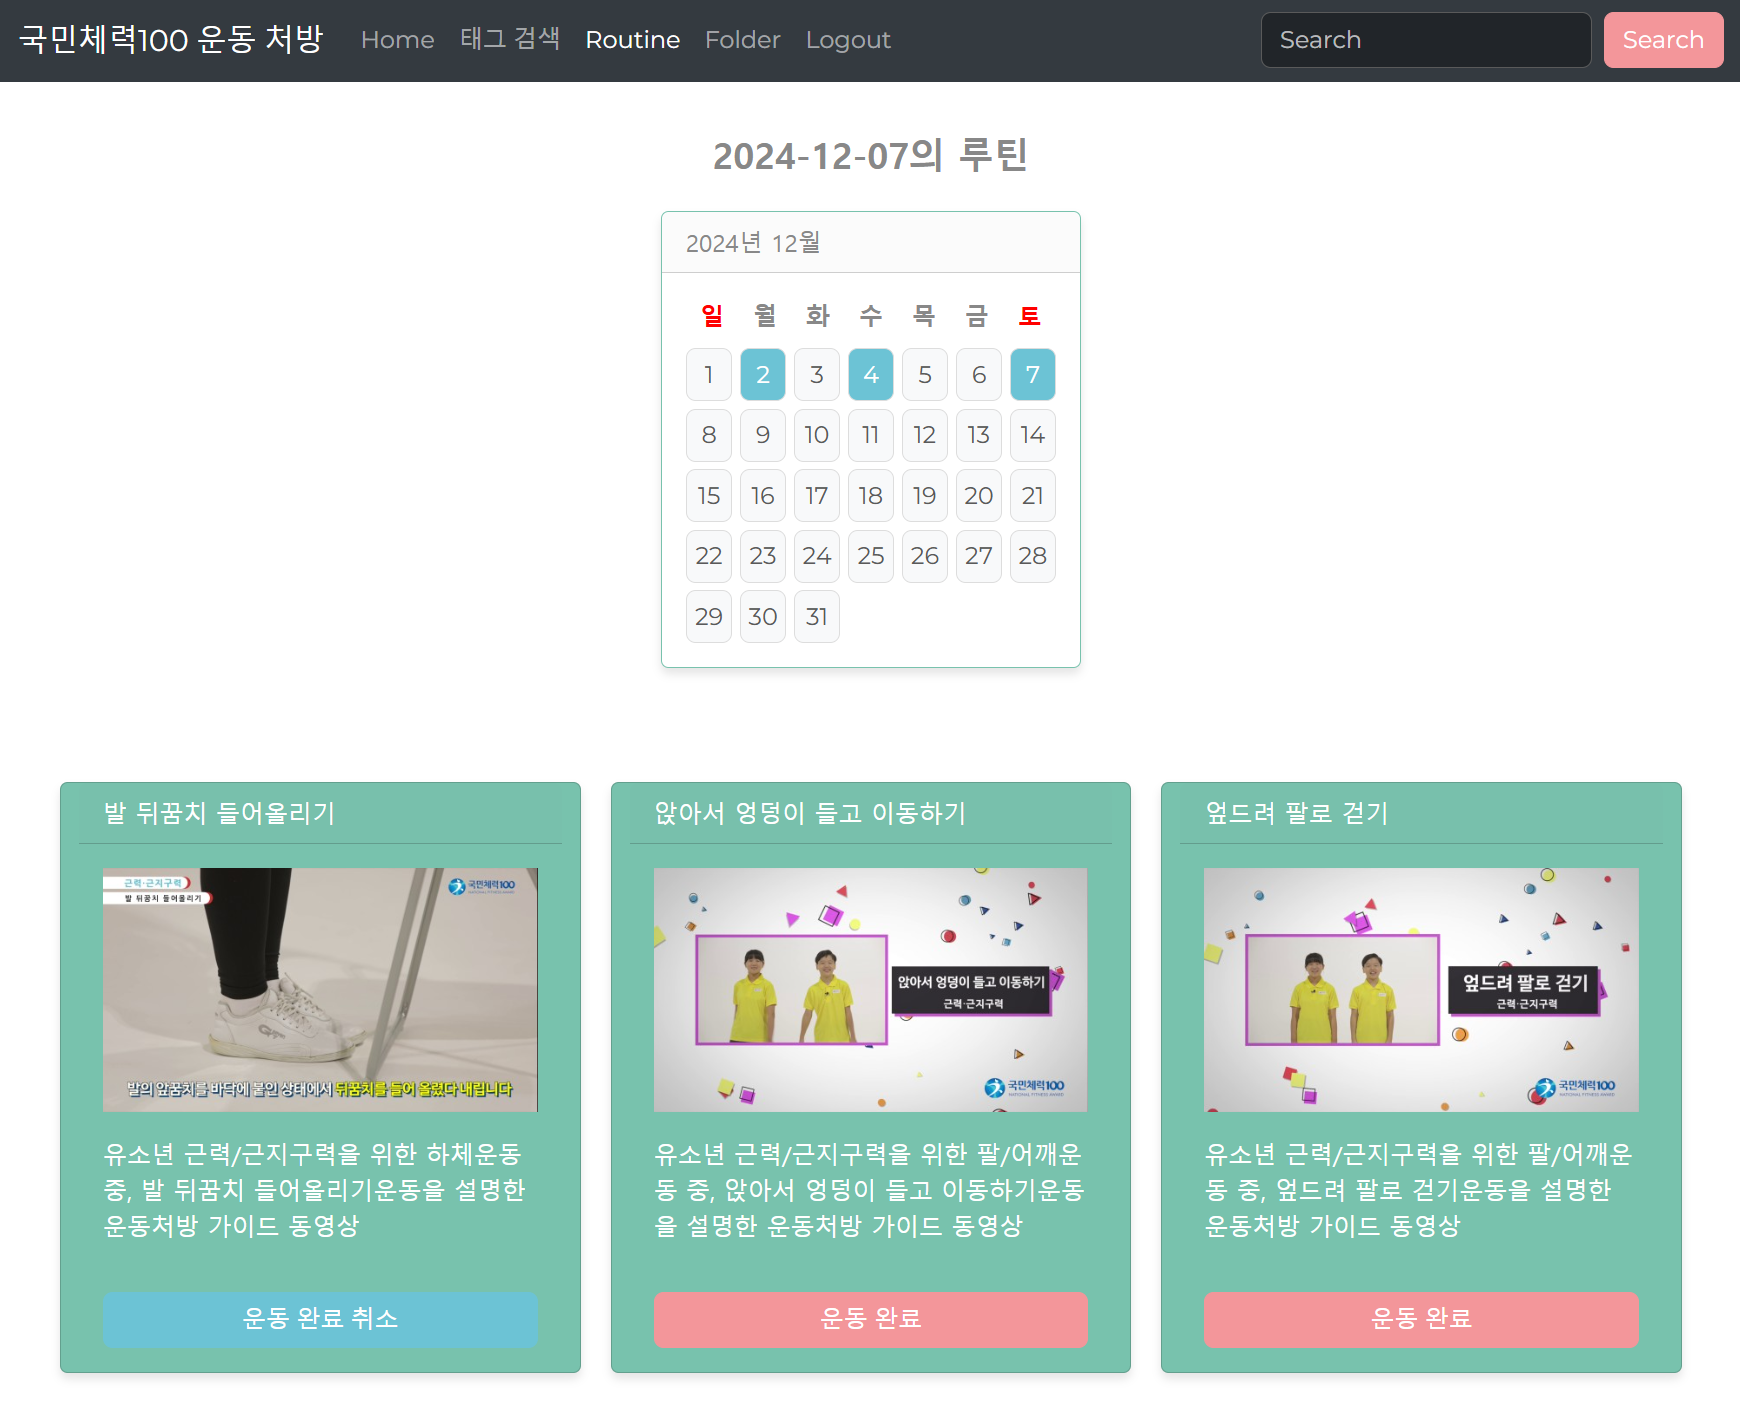 국민체력100 운동 처방 Home 태그 검색 Routine Folder Logout Search Search
2024-12-07의 루틴
2024년 12월
일 월 화 수 목 금 토
1 2 3 4 5 6 7
8 9 10 11 12 13 14
15 16 17 18 19 20 21
22 23 24 25 26 27 28
29 30 31
발 뒤꿈치 들어올리기
근력·근지구력
국민체력100
NATIONAL FITNESS AWARD
발 뒤꿈치 들어올리기
발의 앞꿈치를 바닥에 붙인 상태에서 뒤꿈치를 들어 올렸다 내립니다
유소년 근력/근지구력을 위한 하체운동
중, 발 뒤꿈치 들어올리기운동을 설명한
운동처방 가이드 동영상
운동 완료 취소
앉아서 엉덩이 들고 이동하기
앉아서 엉덩이 들고 이동하기
근력·근지구력
국민체력100
NATIONAL FITNESS AWARD
유소년 근력/근지구력을 위한 팔/어깨운
동 중, 앉아서 엉덩이 들고 이동하기운동
을 설명한 운동처방 가이드 동영상
운동 완료
엎드려 팔로 걷기
엎드려 팔로 걷기
근력·근지구력
국민체력100
NATIONAL FITNESS AWARD
유소년 근력/근지구력을 위한 팔/어깨운
동 중, 엎드려 팔로 걷기운동을 설명한
운동처방 가이드 동영상
운동 완료